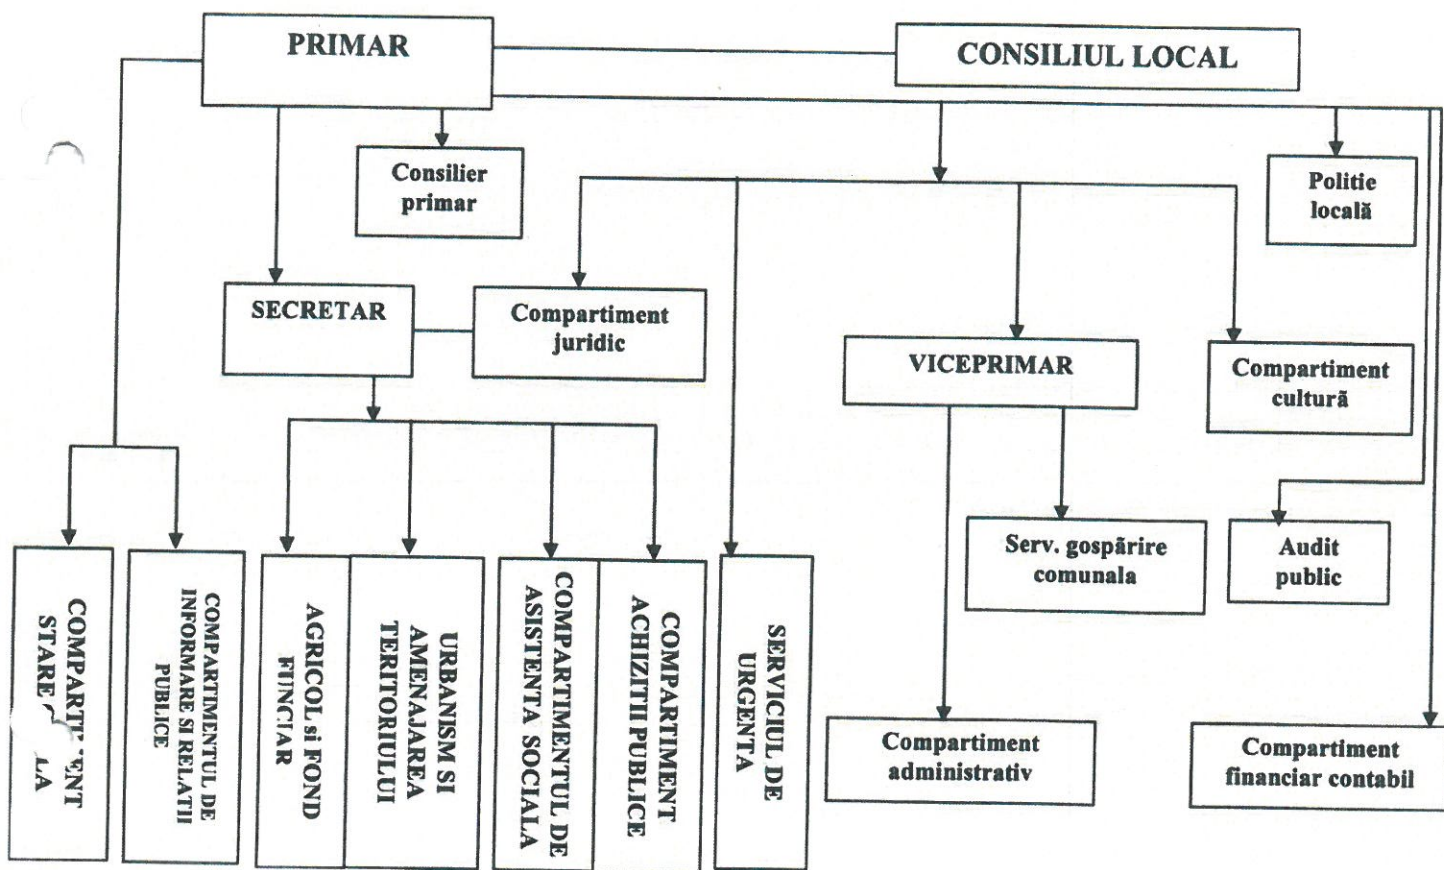 PRIMAR
CONSILIUL LOCAL
Consilier
primar
Politie
locală
SECRETAR
Compartiment
juridic
VICEPRIMAR
Compartiment
cultură
Serv. gospărire
comunala
Audit
public
STARE
COMPARTIMENTUL DE
INFORMARE SI RELATII
PUBLICE
AGRICOL si FOND
FUNCIAR
URBANISM SI
AMENAJAREA
TERITORIULUI
COMPARTIMENTUL DE
ASISTENTA SOCIALA
COMPARTIMENT
ACHIZITII PUBLICE
SERVICIUL DE
URGENTA
Compartiment
administrativ
Compartiment
financiar contabil